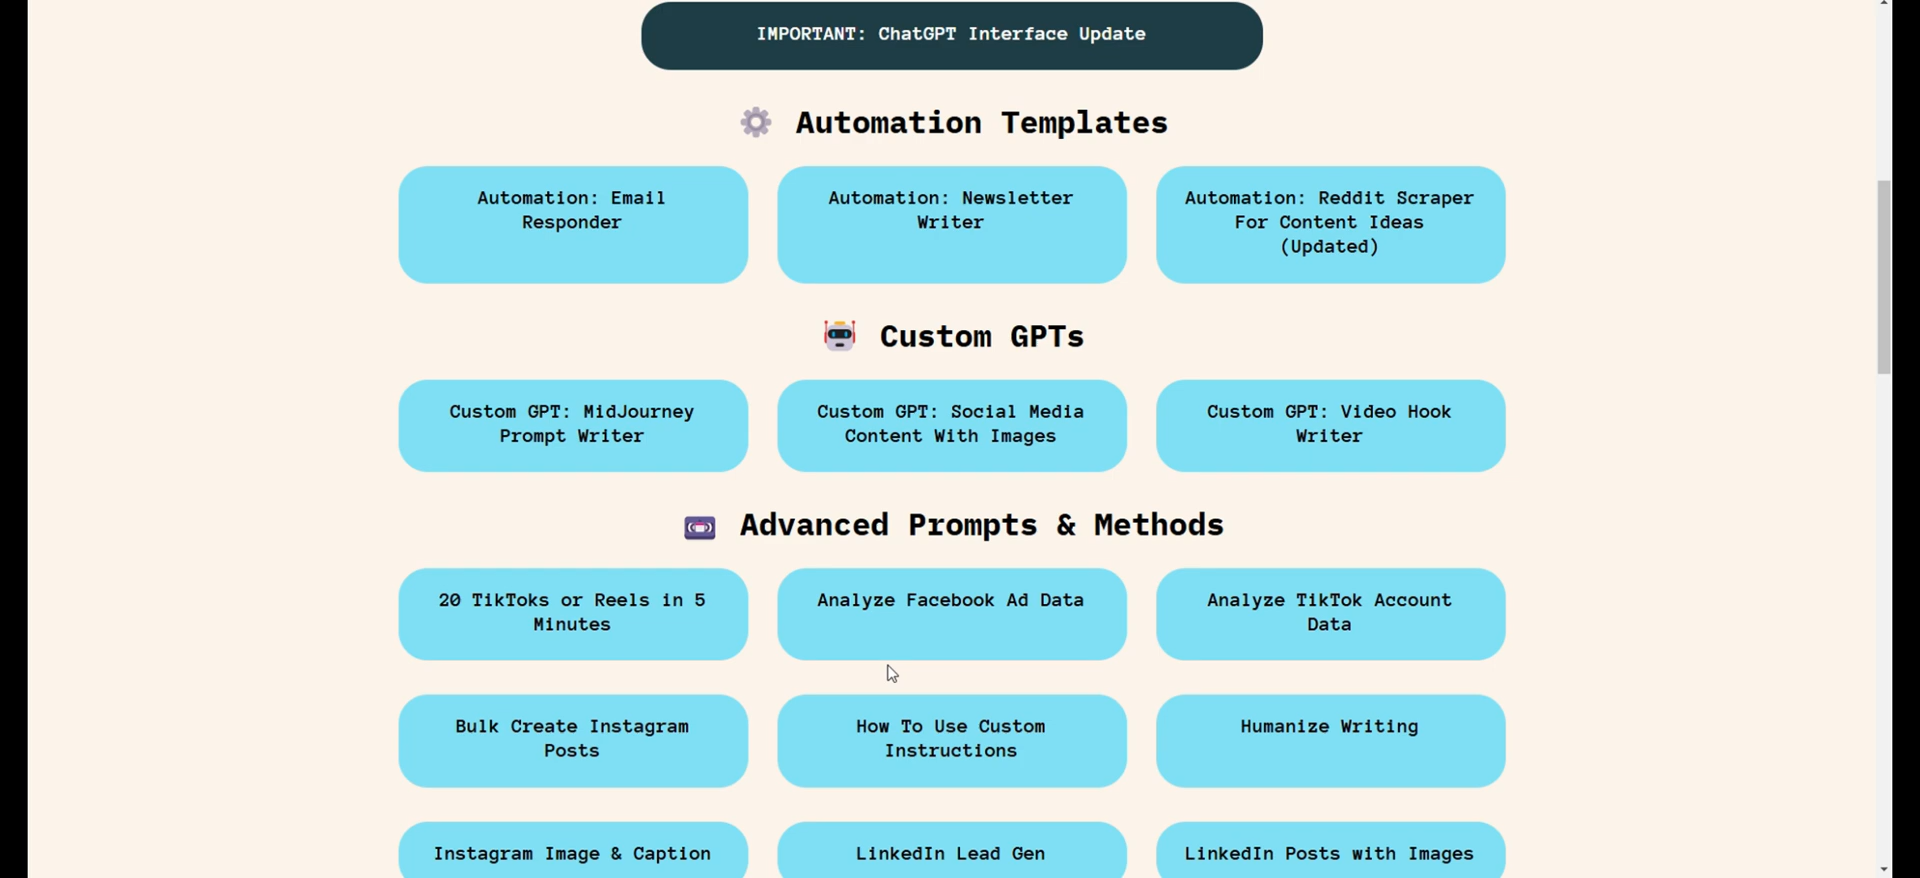 IMPORTANT: ChatGPT Interface Update
Automation Templates
Automation: Email
Responder
Automation: Newsletter
Writer
Automation: Reddit Scraper
For Content Ideas
(Updated)
Custom GPTs
Custom GPT: MidJourney
Prompt Writer
Custom GPT: Social Media
Content With Images
Custom GPT: Video Hook
Writer
Advanced Prompts & Methods
20 TikToks or Reels in 5
Minutes
Analyze Facebook Ad Data
Analyze TikTok Account
Data
Bulk Create Instagram
Posts
How To Use Custom
Instructions
Humanize Writing
Instagram Image & Caption
LinkedIn Lead Gen
LinkedIn Posts with Images